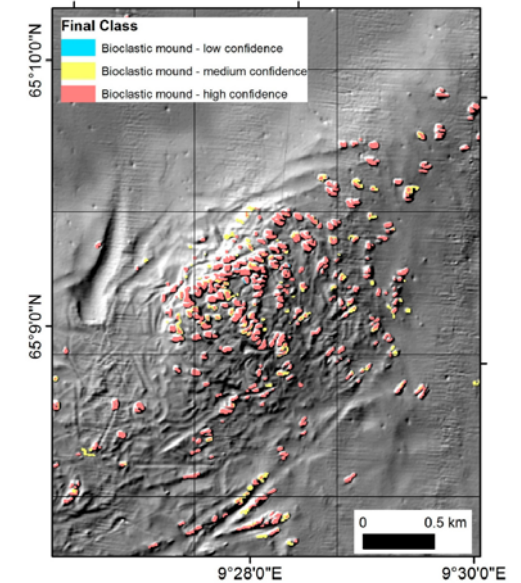 Final Class
Bioclastic mound - low confidence
Bioclastic mound - medium confidence
Bioclastic mound - high confidence
65°10'0"N
65°9'0"N
0 0.5 km
9°28'0"E 9°30'0"E